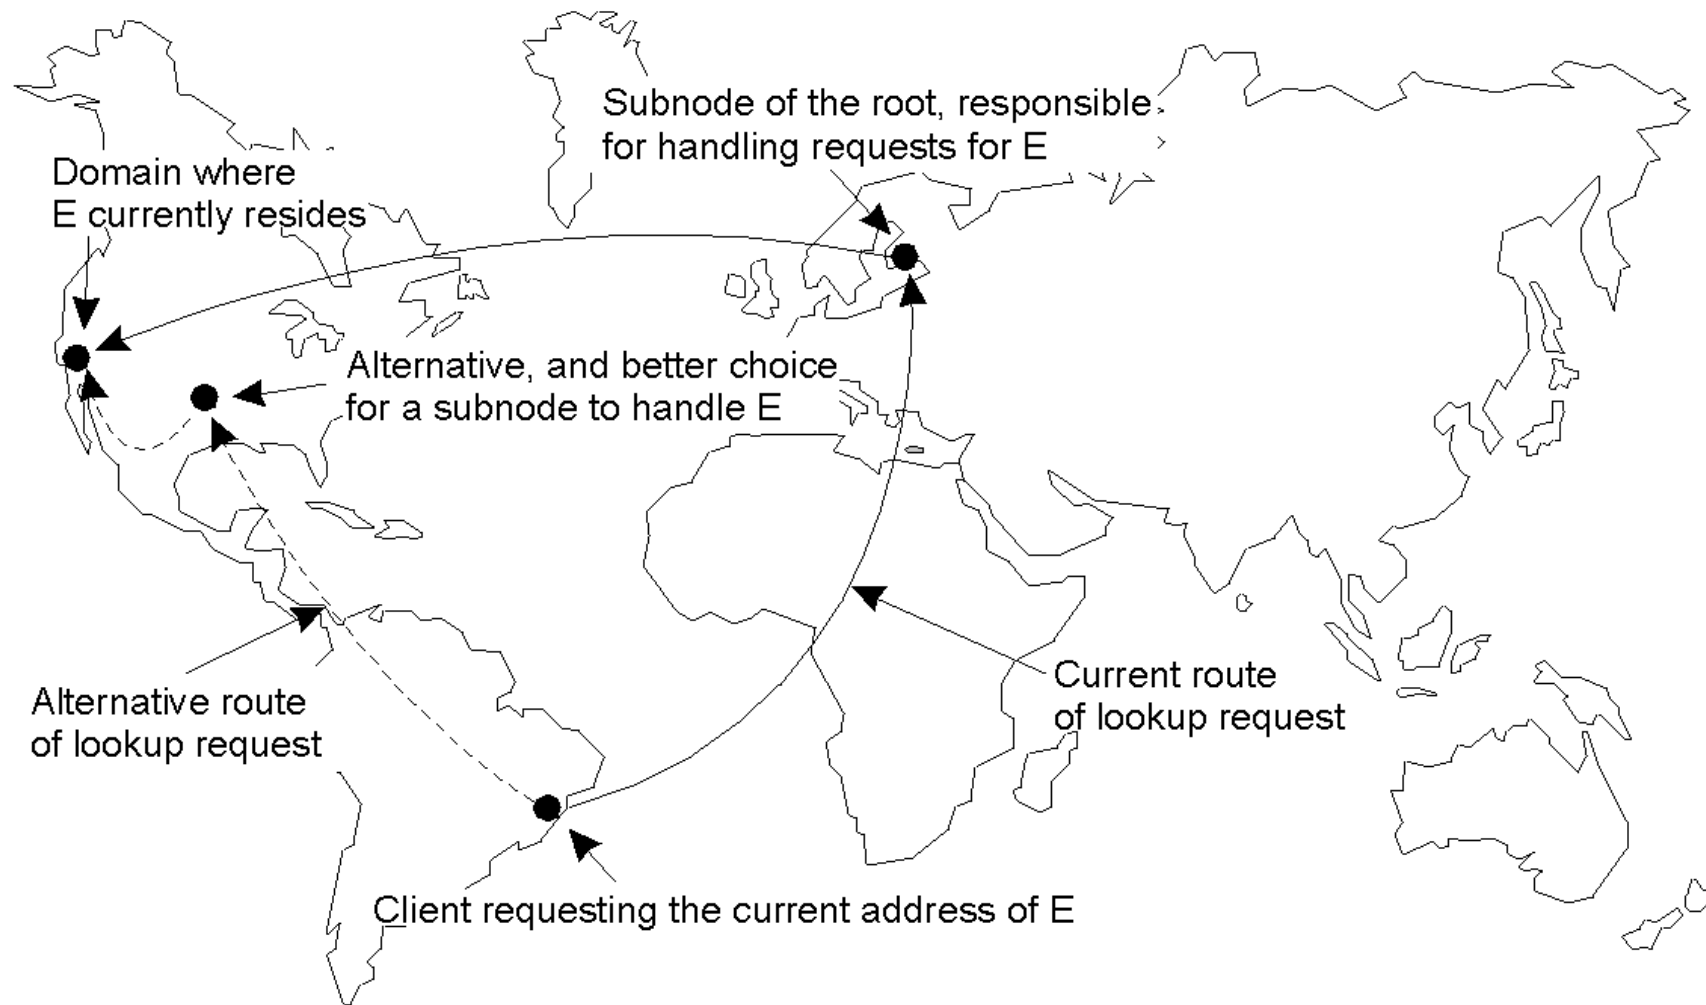 Subnode of the root, responsible
for handling requests for E
Domain where
E currently resides
Alternative, and better choice
for a subnode to handle E
Alternative route
of lookup request
Current route
of lookup request
Client requesting the current address of E